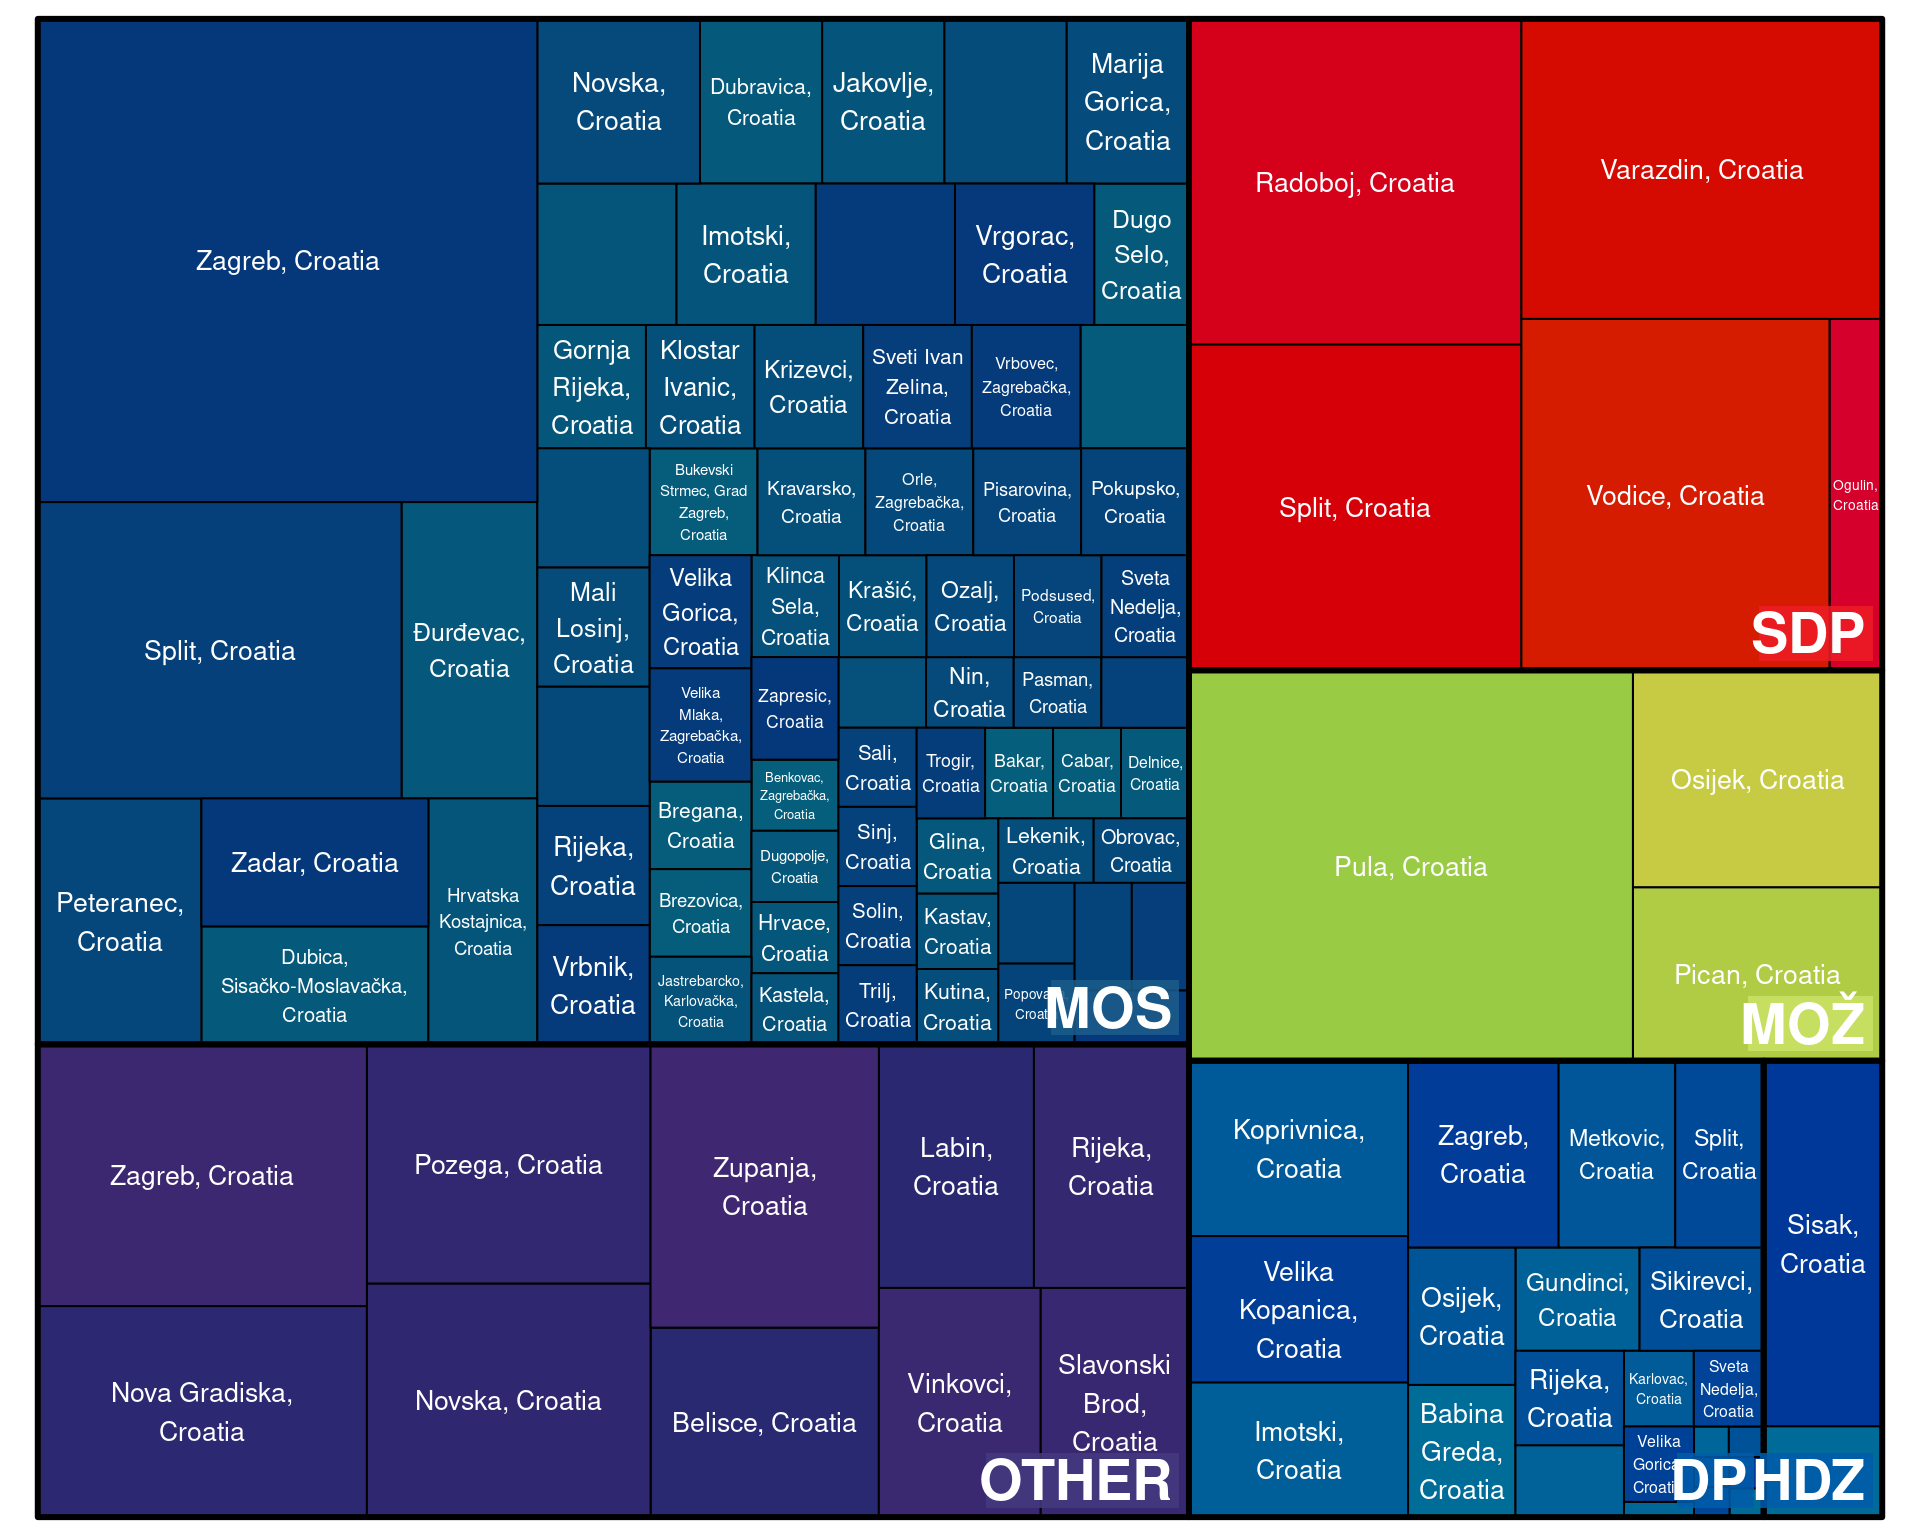 Zagreb, Croatia
Novska,
Croatia
Dubravica,
Croatia
Jakovlje,
Croatia
Marija
Gorica,
Croatia
Imotski,
Croatia
Vrgorac,
Croatia
Dugo
Selo,
Croatia
Gornja
Rijeka,
Croatia
Klostar
Ivanic,
Croatia
Krizevci,
Croatia
Sveti Ivan
Zelina,
Croatia
Vrbovec,
Zagrebačka,
Croatia
Bukevski
Strmec, Grad
Zagreb,
Croatia
Kravarsko,
Croatia
Orle,
Zagrebačka,
Croatia
Pisarovina,
Croatia
Pokupsko,
Croatia
Split, Croatia
Đurđevac,
Croatia
Mali
Losinj,
Croatia
Velika
Gorica,
Croatia
Klinca
Sela,
Croatia
Krašić,
Croatia
Ozalj,
Croatia
Podsused,
Croatia
Sveta
Nedelja,
Croatia
Velika
Mlaka,
Zagrebačka,
Croatia
Zapresic,
Croatia
Nin,
Croatia
Pasman,
Croatia
Sali,
Croatia
Trogir,
Croatia
Bakar,
Croatia
Cabar,
Croatia
Delnice,
Croatia
Peteranec,
Croatia
Zadar, Croatia
Dubica,
Sisačko-Moslavačka,
Croatia
Hrvatska
Kostajnica,
Croatia
Rijeka,
Croatia
Vrbnik,
Croatia
Bregana,
Croatia
Benkovac,
Zagrebačka,
Croatia
Dugopolje,
Croatia
Brezovica,
Croatia
Hrvace,
Croatia
Jastrebarcko,
Karlovačka,
Croatia
Kastela,
Croatia
Sinj,
Croatia
Solin,
Croatia
Trilj,
Croatia
Glina,
Croatia
Lekenik,
Croatia
Obrovac,
Croatia
Kastav,
Croatia
Kutina,
Croatia
MOS
Radoboj, Croatia
Varazdin, Croatia
Split, Croatia
Vodice, Croatia
Ogulin,
Croatia
SDP
Pula, Croatia
Osijek, Croatia
Pican, Croatia
MOŽ
Zagreb, Croatia
Pozega, Croatia
Zupanja,
Croatia
Labin,
Croatia
Rijeka,
Croatia
Nova Gradiska,
Croatia
Novska, Croatia
Belisce, Croatia
Vinkovci,
Croatia
Slavonski
Brod,
Croatia
OTHER
Koprivnica,
Croatia
Zagreb,
Croatia
Metkovic,
Croatia
Split,
Croatia
Velika
Kopanica,
Croatia
Osijek,
Croatia
Gundinci,
Croatia
Sikirevci,
Croatia
Imotski,
Croatia
Babina
Greda,
Croatia
Rijeka,
Croatia
Karlovac,
Croatia
Sveta
Nedelja,
Croatia
Velika
Gorica
Croatia
DP
Sisak,
Croatia
HDZ